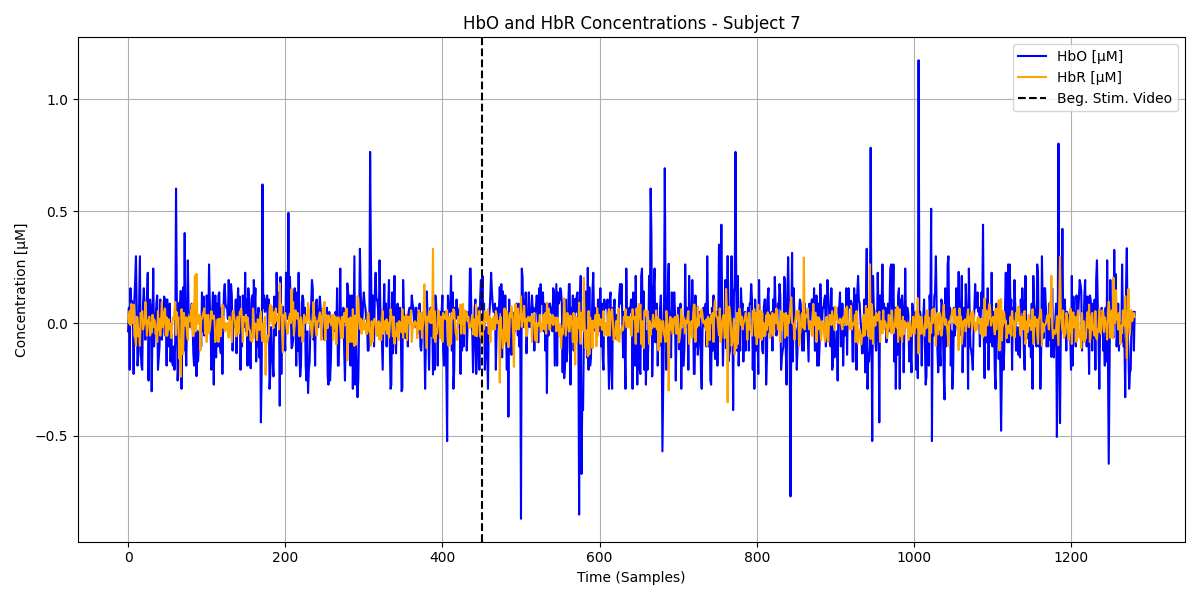 HbO and HbR Concentrations - Subject 7
HbO [μM]
HbR [μM]
Beg. Stim. Video
Concentration [μM]
1.0
0.5
0.0
−0.5
0
200
400
600
800
1000
1200
Time (Samples)